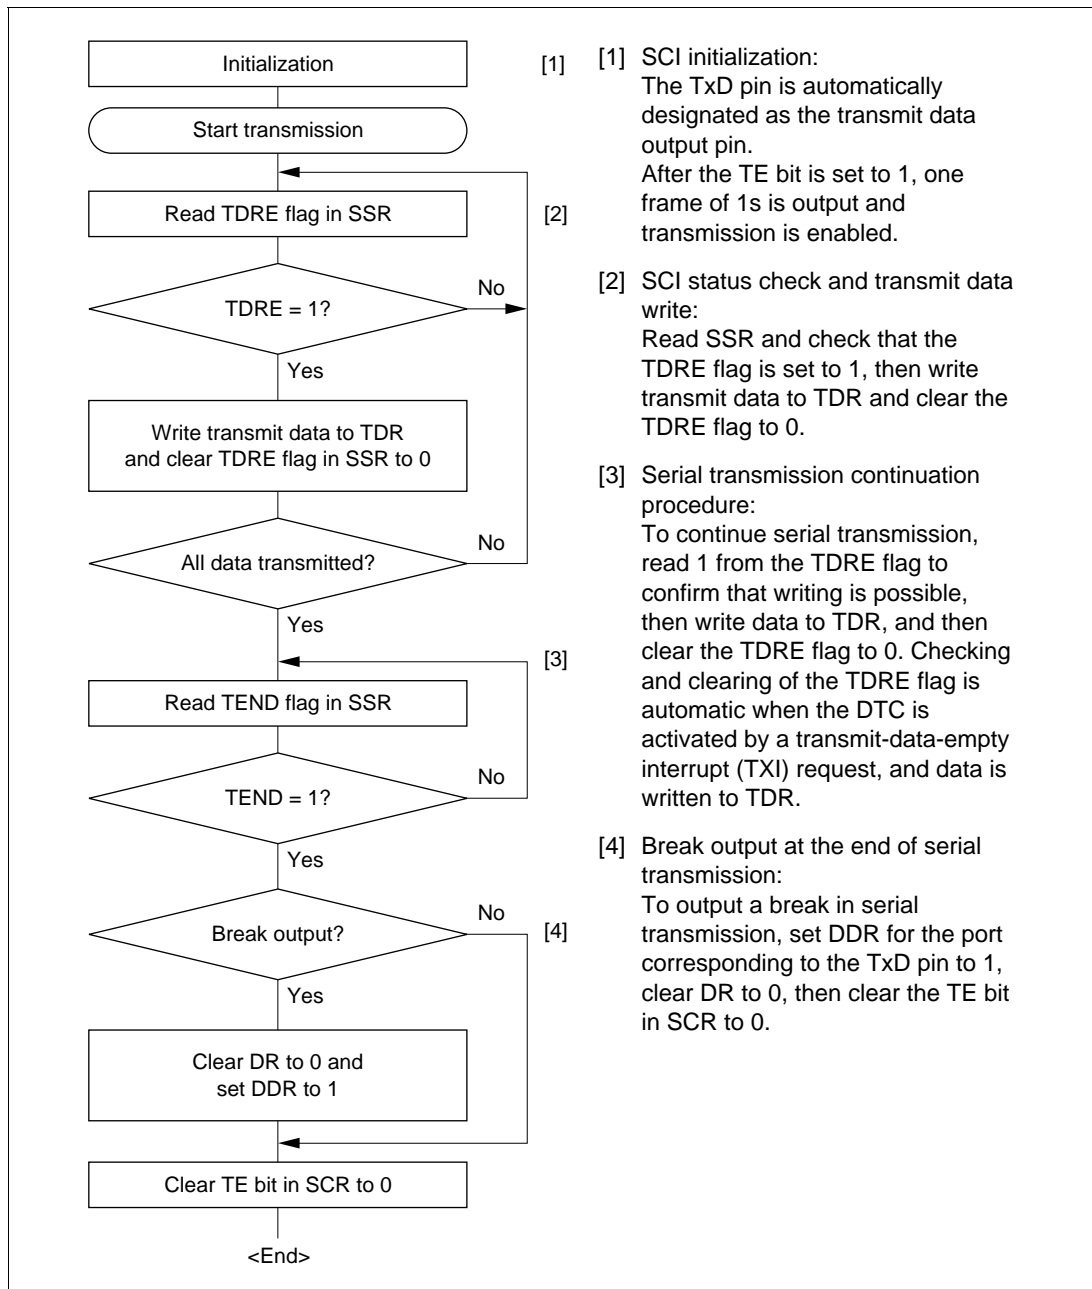 Initialization
[1]
Start transmission
Read TDRE flag in SSR
[2]
TDRE = 1?
No
Yes
Write transmit data to TDR
and clear TDRE flag in SSR to 0
All data transmitted?
No
Yes
[3]
Read TEND flag in SSR
TEND = 1?
No
Yes
Break output?
No
[4]
Yes
Clear DR to 0 and
set DDR to 1
Clear TE bit in SCR to 0
<End>
[1] SCI initialization:
The TxD pin is automatically
designated as the transmit data
output pin.
After the TE bit is set to 1, one
frame of 1s is output and
transmission is enabled.
[2] SCI status check and transmit data
write:
Read SSR and check that the
TDRE flag is set to 1, then write
transmit data to TDR and clear the
TDRE flag to 0.
[3] Serial transmission continuation
procedure:
To continue serial transmission,
read 1 from the TDRE flag to
confirm that writing is possible,
then write data to TDR, and then
clear the TDRE flag to 0. Checking
and clearing of the TDRE flag is
automatic when the DTC is
activated by a transmit-data-empty
interrupt (TXI) request, and data is
written to TDR.
[4] Break output at the end of serial
transmission:
To output a break in serial
transmission, set DDR for the port
corresponding to the TxD pin to 1,
clear DR to 0, then clear the TE bit
in SCR to 0.